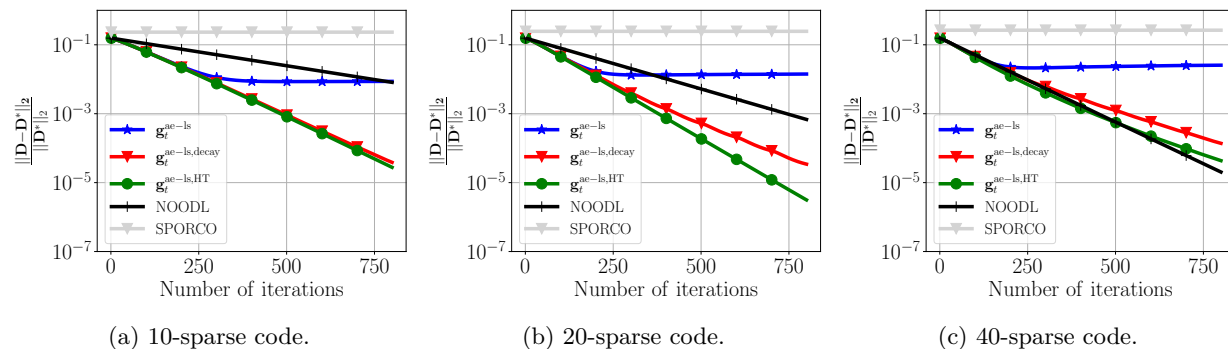 10^{-1}
10^{-3}
10^{-5}
10^{-7}
||D−D*||₂
||D*||₂
g_t^{ae−ls}
g_t^{ae−ls,decay}
g_t^{ae−ls,HT}
NOODL
SPORCO
0 250 500 750
Number of iterations
(a) 10-sparse code.
10^{-1}
10^{-3}
10^{-5}
10^{-7}
||D−D*||₂
||D*||₂
g_t^{ae−ls}
g_t^{ae−ls,decay}
g_t^{ae−ls,HT}
NOODL
SPORCO
0 250 500 750
Number of iterations
(b) 20-sparse code.
10^{-1}
10^{-3}
10^{-5}
10^{-7}
||D−D*||₂
||D*||₂
g_t^{ae−ls}
g_t^{ae−ls,decay}
g_t^{ae−ls,HT}
NOODL
SPORCO
0 250 500 750
Number of iterations
(c) 40-sparse code.